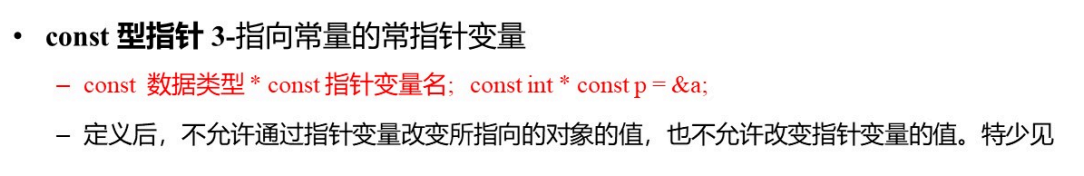 • const 型指针 3-指向常量的常指针变量
– const 数据类型 * const 指针变量名; const int * const p = &a;
– 定义后，不允许通过指针变量改变所指向的对象的值，也不允许改变指针变量的值。特少见